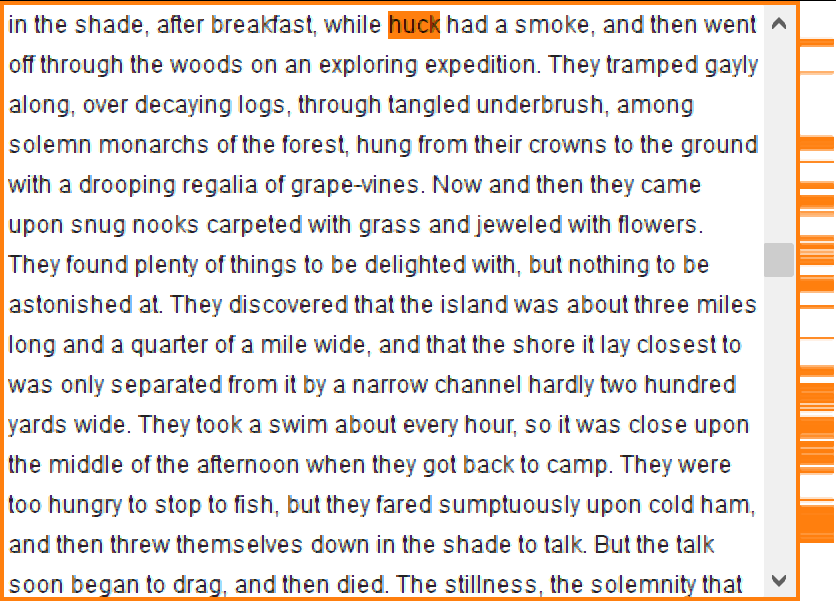 in the shade, after breakfast, while huck had a smoke, and then went
off through the woods on an exploring expedition. They tramped gayly
along, over decaying logs, through tangled underbrush, among
solemn monarchs of the forest, hung from their crowns to the ground
with a drooping regalia of grape-vines. Now and then they came
upon snug nooks carpeted with grass and jeweled with flowers.
They found plenty of things to be delighted with, but nothing to be
astonished at. They discovered that the island was about three miles
long and a quarter of a mile wide, and that the shore it lay closest to
was only separated from it by a narrow channel hardly two hundred
yards wide. They took a swim about every hour, so it was close upon
the middle of the afternoon when they got back to camp. They were
too hungry to stop to fish, but they fared sumptuously upon cold ham,
and then threw themselves down in the shade to talk. But the talk
soon began to drag, and then died. The stillness, the solemnity that